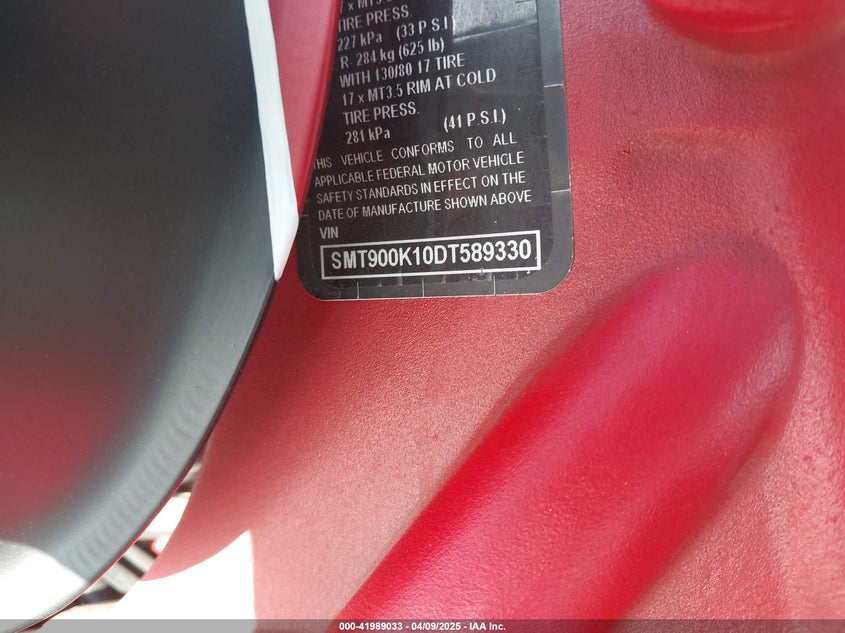 TIRE PRESS.
227 kPa (33 P.S.I.)
R- 284 kg (625 lb)
WITH 130/80 17 TIRE
17 x MT3.5 RIM AT COLD
TIRE PRESS.
281 kPa (41 P.S.I.)
THIS VEHICLE CONFORMS TO ALL
APPLICABLE FEDERAL MOTOR VEHICLE
SAFETY STANDARDS IN EFFECT ON THE
DATE OF MANUFACTURE SHOWN ABOVE
VIN
SMT900K10DT589330
000-41989033 / 04/09/2025 - IAA Inc.